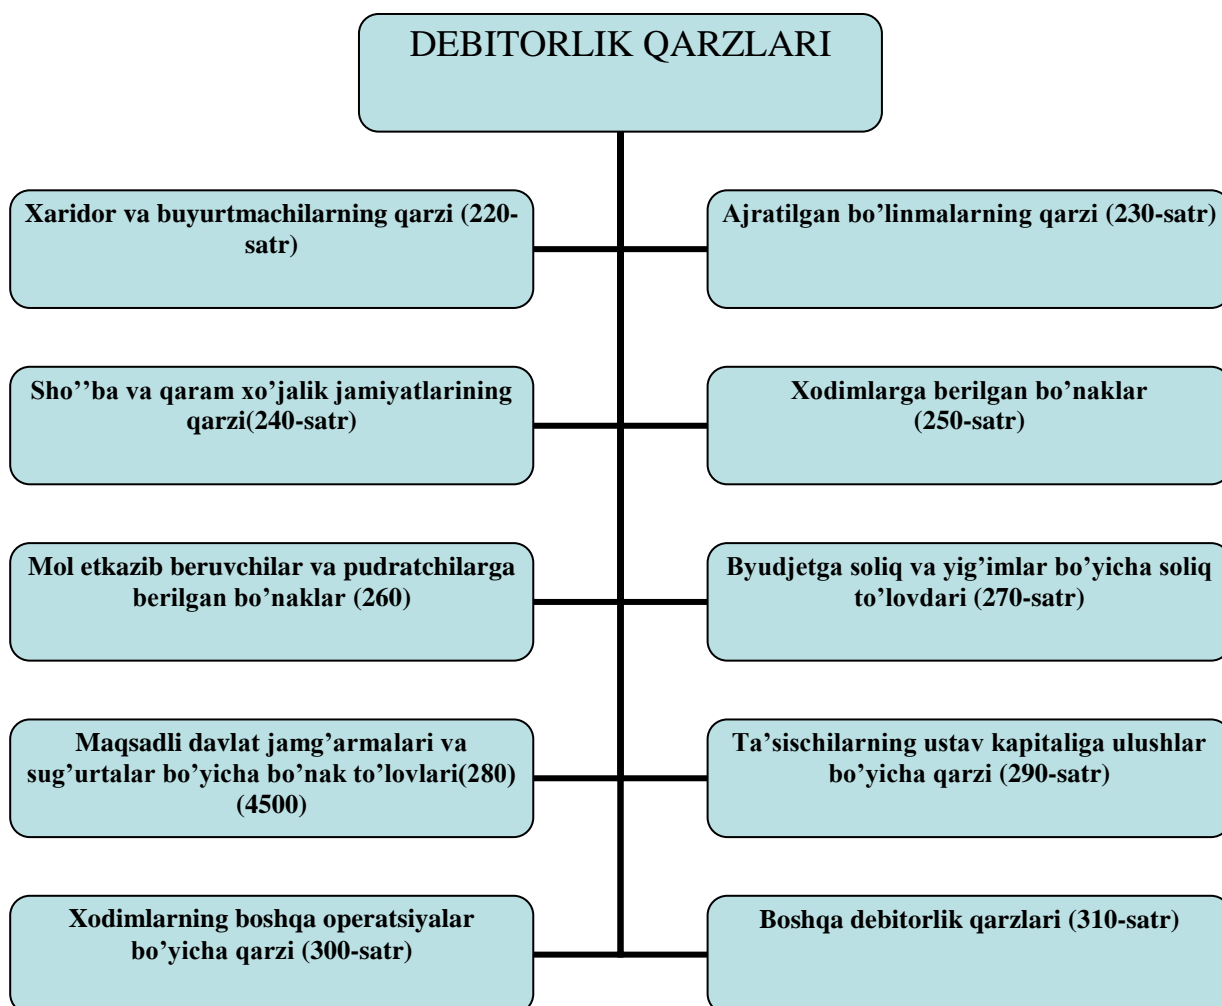 DEBITORLIK QARZLARI
Xaridor va buyurtmachilarning qarzi (220-
satr)
Ajratilgan bo’linmalarning qarzi (230-satr)
Sho’’ba va qaram xo’jalik jamiyatlarining
qarzi(240-satr)
Xodimlarga berilgan bo’naklar
(250-satr)
Mol etkazib beruvchilar va pudratchilarga
berilgan bo’naklar (260)
Byudjetga soliq va yig’imlar bo’yicha soliq
to’lovdari (270-satr)
Maqsadli davlat jamg’armalari va
sug’urtalar bo’yicha bo’nak to’lovlari(280)
(4500)
Ta’sischilarning ustav kapitaliga ulushlar
bo’yicha qarzi (290-satr)
Xodimlarning boshqa operatsiyalar
bo’yicha qarzi (300-satr)
Boshqa debitorlik qarzlari (310-satr)